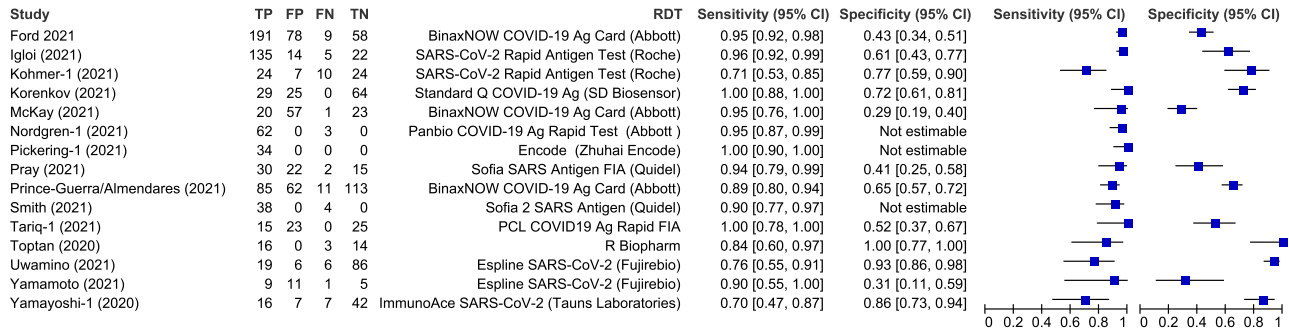 Study TP FP FN TN RDT Sensitivity (95% CI) Specificity (95% CI) Sensitivity (95% CI) Specificity (95% CI)
Ford 2021 191 78 9 58 BinaxNOW COVID-19 Ag Card (Abbott) 0.95 [0.92, 0.98] 0.43 [0.34, 0.51]
Igloi (2021) 135 14 5 22 SARS-CoV-2 Rapid Antigen Test (Roche) 0.96 [0.92, 0.99] 0.61 [0.43, 0.77]
Kohmer-1 (2021) 24 7 10 24 SARS-CoV-2 Rapid Antigen Test (Roche) 0.71 [0.53, 0.85] 0.77 [0.59, 0.90]
Korenkov (2021) 29 25 0 64 Standard Q COVID-19 Ag (SD Biosensor) 1.00 [0.88, 1.00] 0.72 [0.61, 0.81]
McKay (2021) 20 57 1 23 BinaxNOW COVID-19 Ag Card (Abbott) 0.95 [0.76, 1.00] 0.29 [0.19, 0.40]
Nordgren-1 (2021) 62 0 3 0 Panbio COVID-19 Ag Rapid Test (Abbott ) 0.95 [0.87, 0.99] Not estimable
Pickering-1 (2021) 34 0 0 0 Encode (Zhuhai Encode) 1.00 [0.90, 1.00] Not estimable
Pray (2021) 30 22 2 15 Sofia SARS Antigen FIA (Quidel) 0.94 [0.79, 0.99] 0.41 [0.25, 0.58]
Prince-Guerra/Almendares (2021) 85 62 11 113 BinaxNOW COVID-19 Ag Card (Abbott) 0.89 [0.80, 0.94] 0.65 [0.57, 0.72]
Smith (2021) 38 0 4 0 Sofia 2 SARS Antigen (Quidel) 0.90 [0.77, 0.97] Not estimable
Tariq-1 (2021) 15 23 0 25 PCL COVID19 Ag Rapid FIA 1.00 [0.78, 1.00] 0.52 [0.37, 0.67]
Toptan (2020) 16 0 3 14 R Biopharm 0.84 [0.60, 0.97] 1.00 [0.77, 1.00]
Uwamino (2021) 19 6 6 86 Espline SARS-CoV-2 (Fujirebio) 0.76 [0.55, 0.91] 0.93 [0.86, 0.98]
Yamamoto (2021) 9 11 1 5 Espline SARS-CoV-2 (Fujirebio) 0.90 [0.55, 1.00] 0.31 [0.11, 0.59]
Yamayoshi-1 (2020) 16 7 7 42 ImmunoAce SARS-CoV-2 (Tauns Laboratories) 0.70 [0.47, 0.87] 0.86 [0.73, 0.94]
0 0.2 0.4 0.6 0.8 1 0 0.2 0.4 0.6 0.8 1